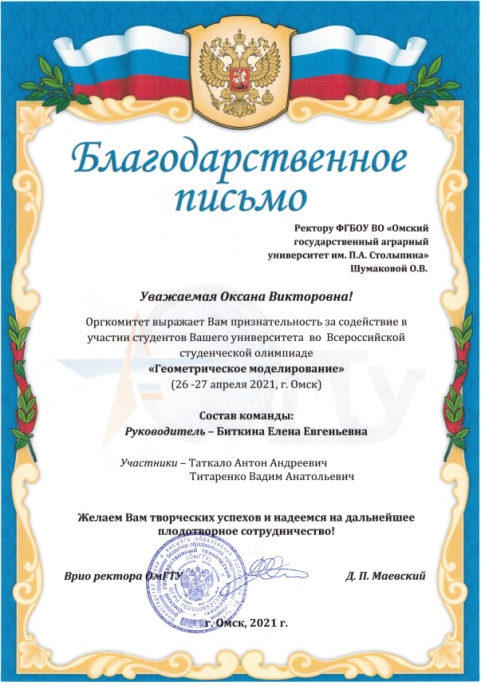 Благодарственное
письмо
Ректору ФГБОУ ВО «Омский
государственный аграрный
университет им. П.А. Столыпина»
Шумаковой О.В.
Уважаемая Оксана Викторовна!
Оргкомитет выражает Вам признательность за содействие в
участии студентов Вашего университета во Всероссийской
студенческой олимпиаде
«Геометрическое моделирование»
(26 -27 апреля 2021, г. Омск)
Состав команды:
Руководитель – Биткина Елена Евгеньевна
Участники – Таткало Антон Андреевич
Титаренко Вадим Анатольевич
Желаем Вам творческих успехов и надеемся на дальнейшее
плодотворное сотрудничество!
Врио ректора ОмГТУ
Д. П. Маевский
г. Омск, 2021 г.